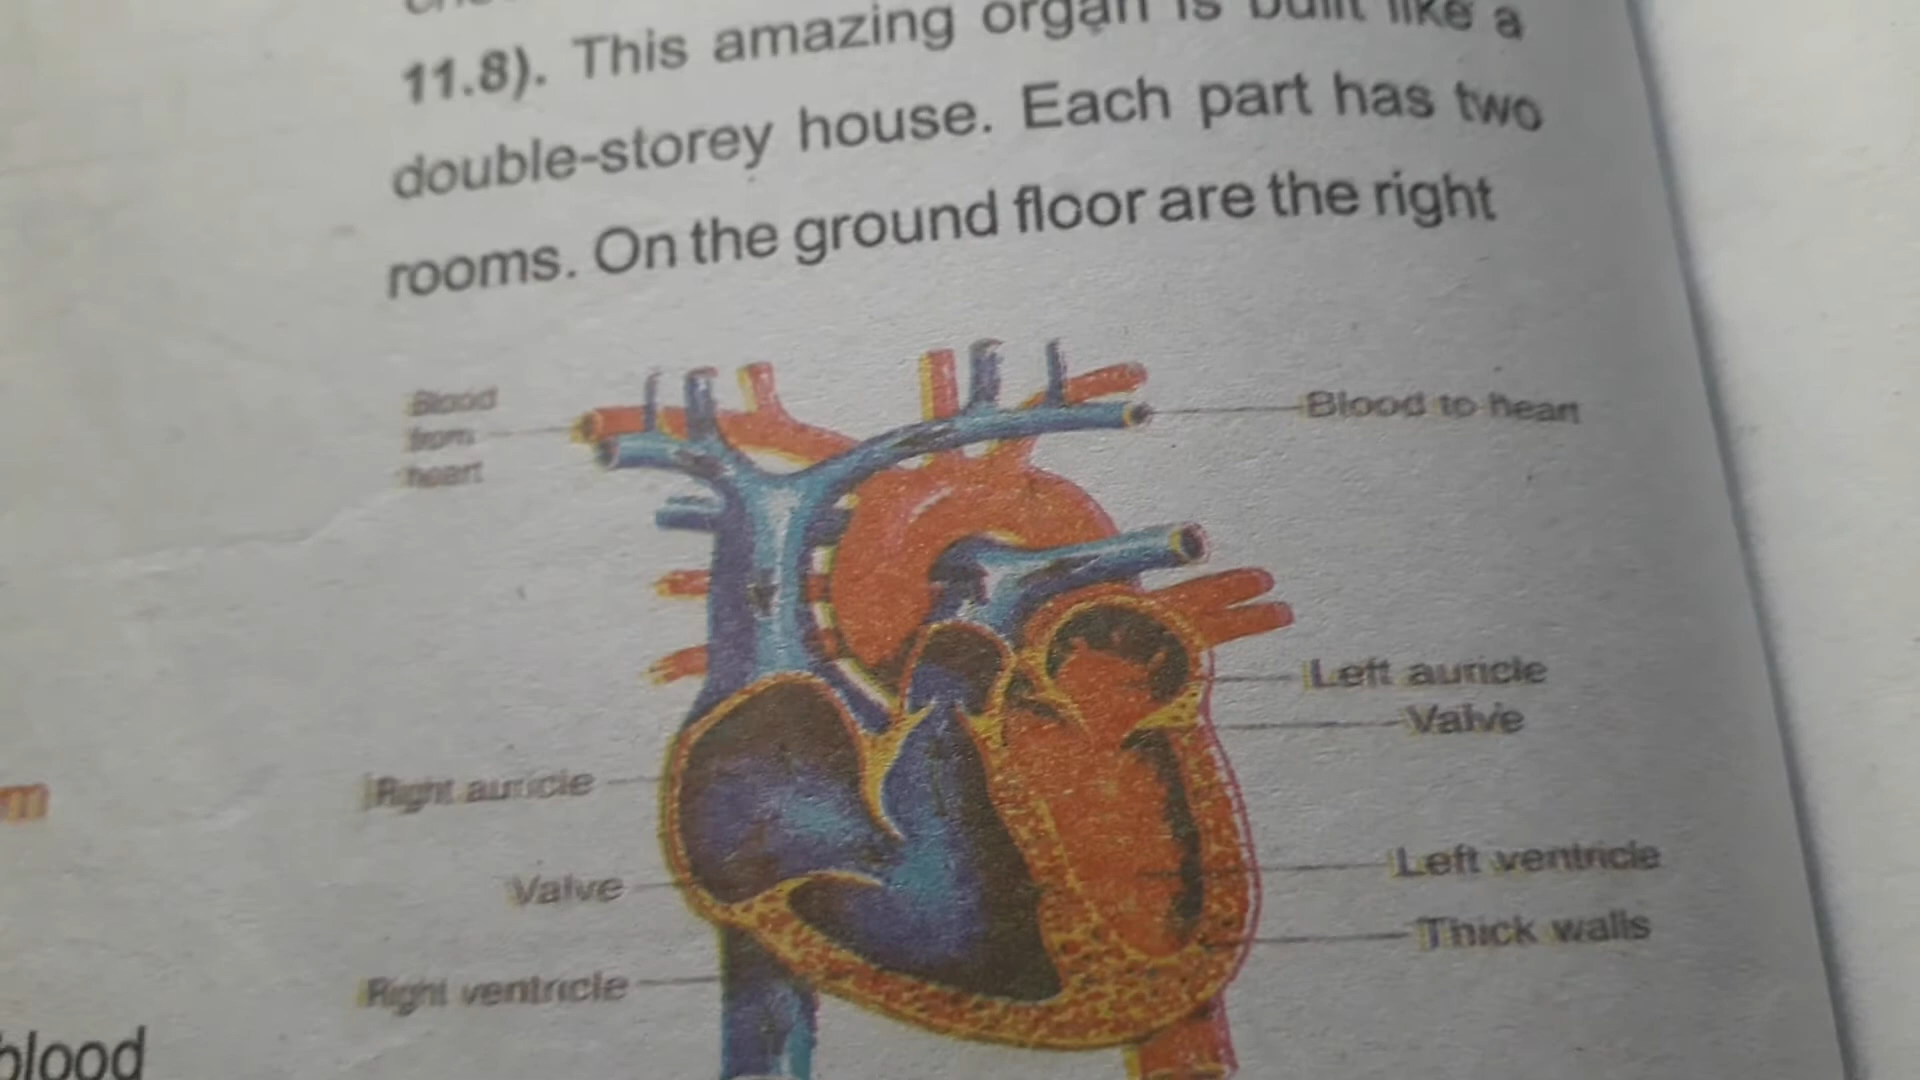 11.8). This amazing organ is built like a
double-storey house. Each part has two
rooms. On the ground floor are the right
Blood
from
heart
Blood to heart
Left auricle
Valve
Right auricle
Valve
Left ventricle
Thick walls
Right ventricle
blood